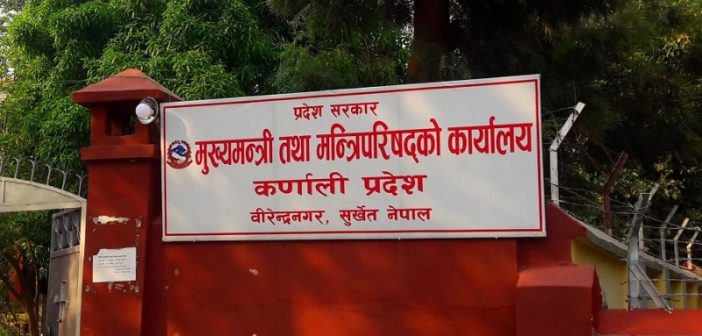 प्रदेश सरकार
मुख्यमन्त्री तथा मन्त्रिपरिषद्को कार्यालय
कर्णाली प्रदेश
वीरेन्द्रनगर, सुर्खेत नेपाल